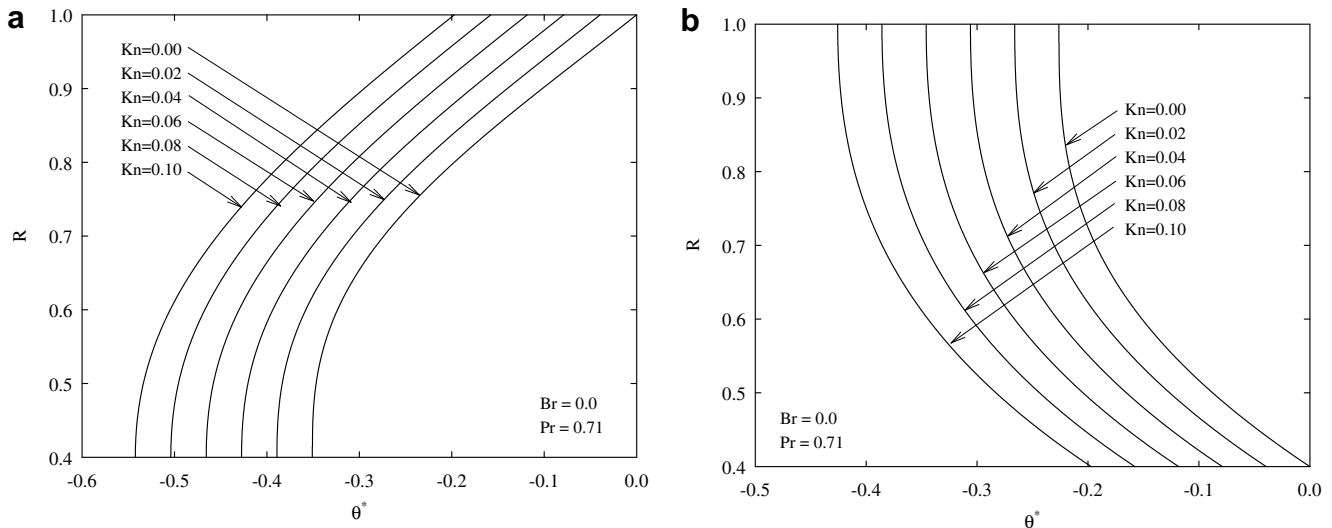 a
1.0
0.9
0.8
0.7
0.6
0.5
0.4
R
Kn=0.00
Kn=0.02
Kn=0.04
Kn=0.06
Kn=0.08
Kn=0.10
Br = 0.0
Pr = 0.71
-0.6 -0.5 -0.4 -0.3 -0.2 -0.1 0.0
θ*
b
1.0
0.9
0.8
0.7
0.6
0.5
0.4
R
Kn=0.00
Kn=0.02
Kn=0.04
Kn=0.06
Kn=0.08
Kn=0.10
Br = 0.0
Pr = 0.71
-0.5 -0.4 -0.3 -0.2 -0.1 0.0
θ*